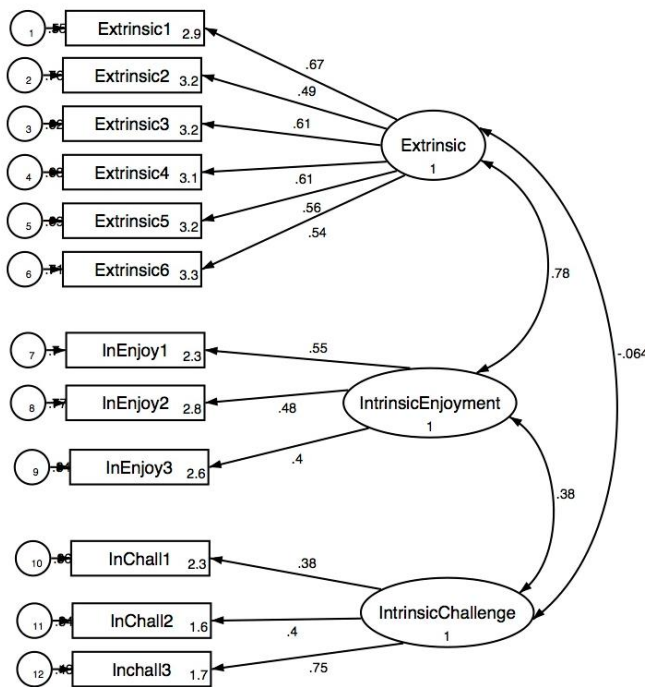 1 Extrinsic1 2.9
2 Extrinsic2 3.2
3 Extrinsic3 3.2
4 Extrinsic4 3.1
5 Extrinsic5 3.2
6 Extrinsic6 3.3
.67
.49
.61
.61
.56
.54
Extrinsic
1
.78
-.064
7 InEnjoy1 2.3
8 InEnjoy2 2.8
9 InEnjoy3 2.6
.55
.48
.4
IntrinsicEnjoyment
1
.38
10 InChall1 2.3
11 InChall2 1.6
12 Inchall3 1.7
.38
.4
.75
IntrinsicChallenge
1